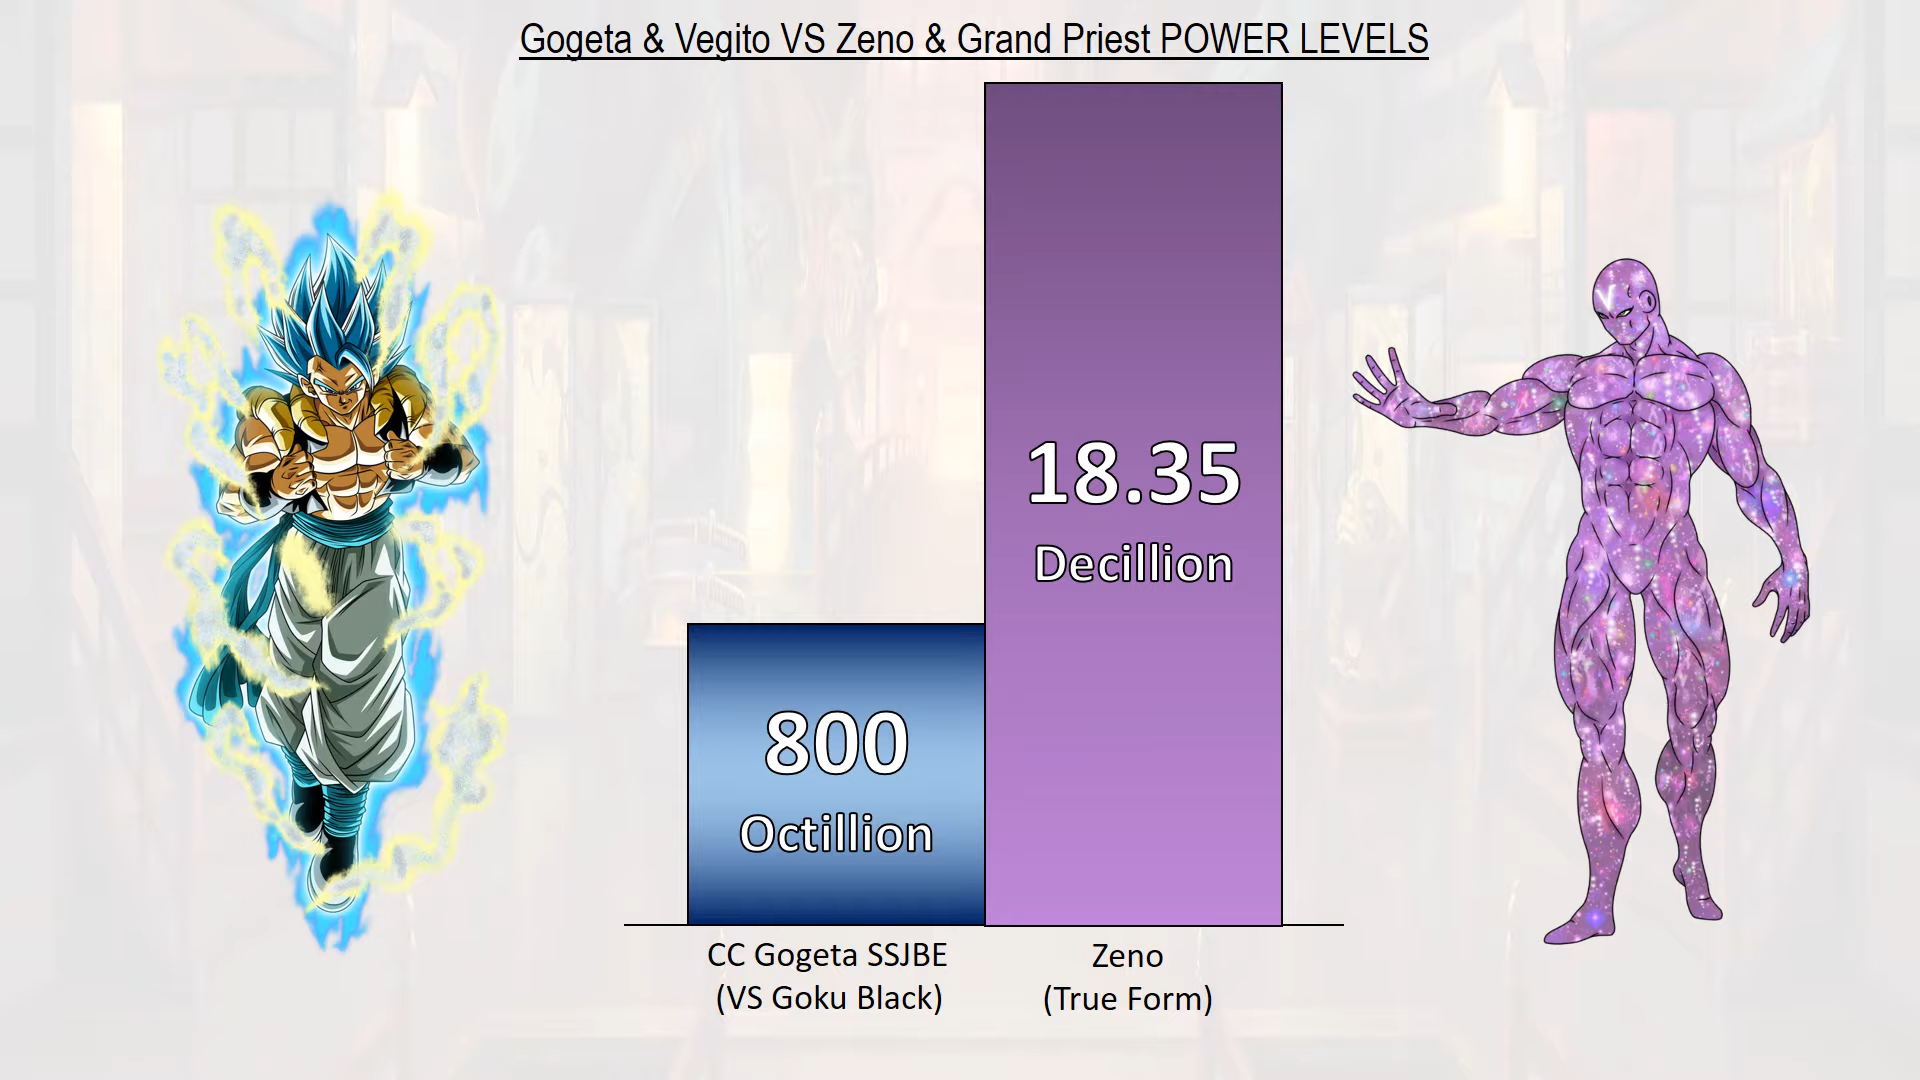 Gogeta & Vegito VS Zeno & Grand Priest POWER LEVELS
18.35
Decillion
800
Octillion
CC Gogeta SSJBE
(VS Goku Black)
Zeno
(True Form)